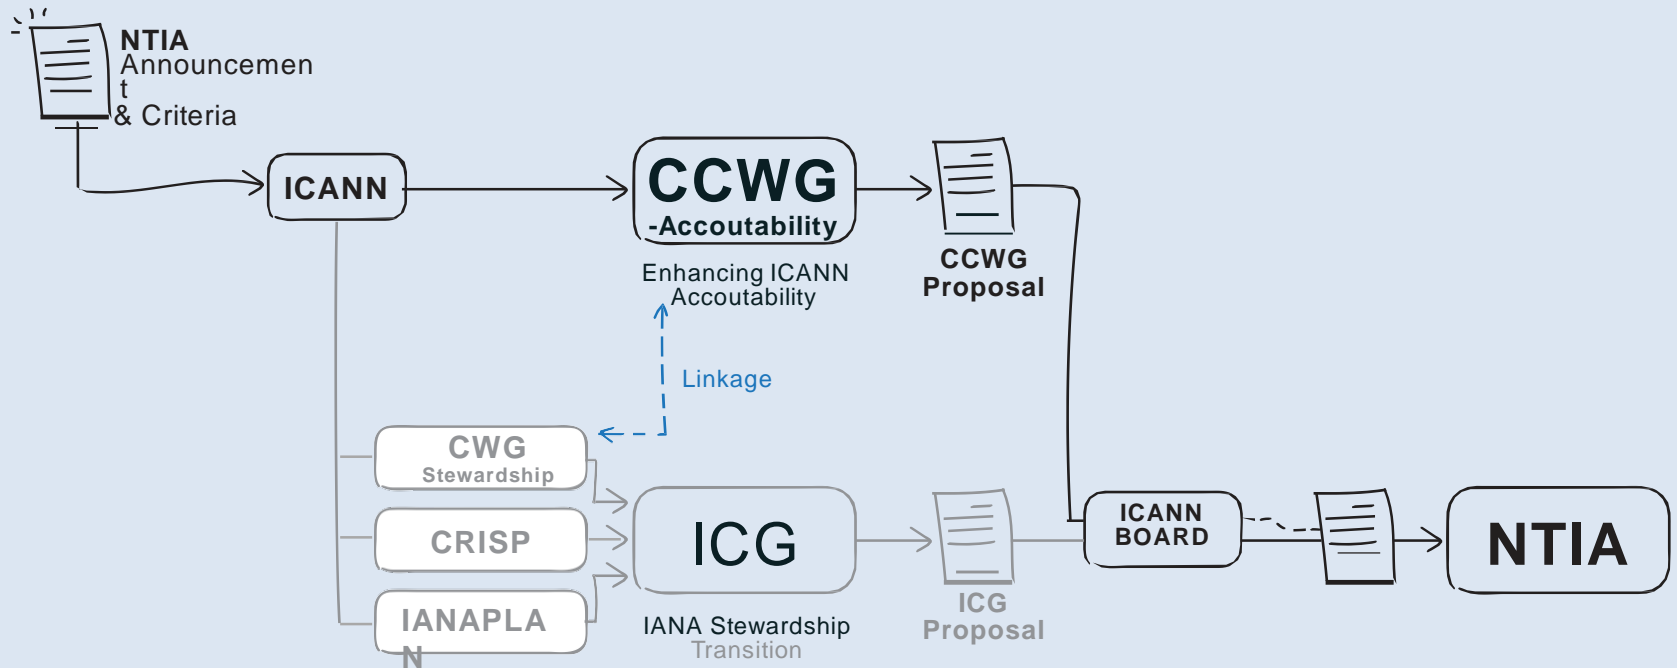 NTIA
Announcemen
t
& Criteria
ICANN
CCWG
-Accoutability
Enhancing ICANN
Accoutability
CCWG
Proposal
Linkage
CWG
Stewardship
CRISP
IANAPLA
N
ICG
IANA Stewardship
Transition
ICG
Proposal
ICANN
BOARD
NTIA